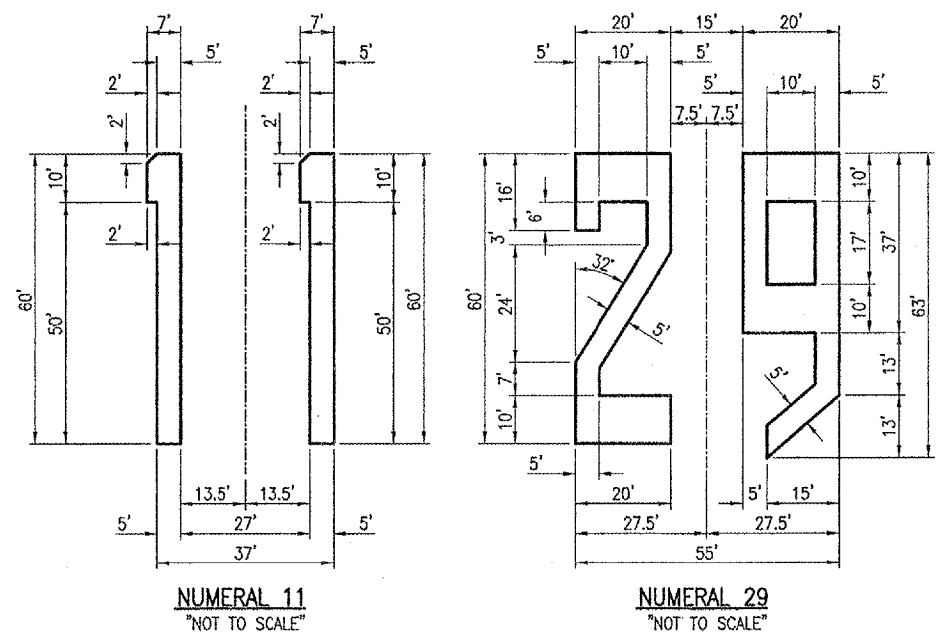 7' 7' 20' 15' 20'
5' 5' 5' 10' 5'
2' 2' 5' 10' 5'
7.5' 7.5'
2' 2'
10' 10' 16' 6' 10'
2' 2' 3' 17' 37'
32'
60' 50' 50' 60' 60' 24' 5' 10' 63'
7' 5' 13'
10' 13'
5'
13.5' 13.5' 20' 5' 15'
5' 27' 5' 27.5' 27.5'
37' 55'
NUMERAL 11 NUMERAL 29
"NOT TO SCALE" "NOT TO SCALE"